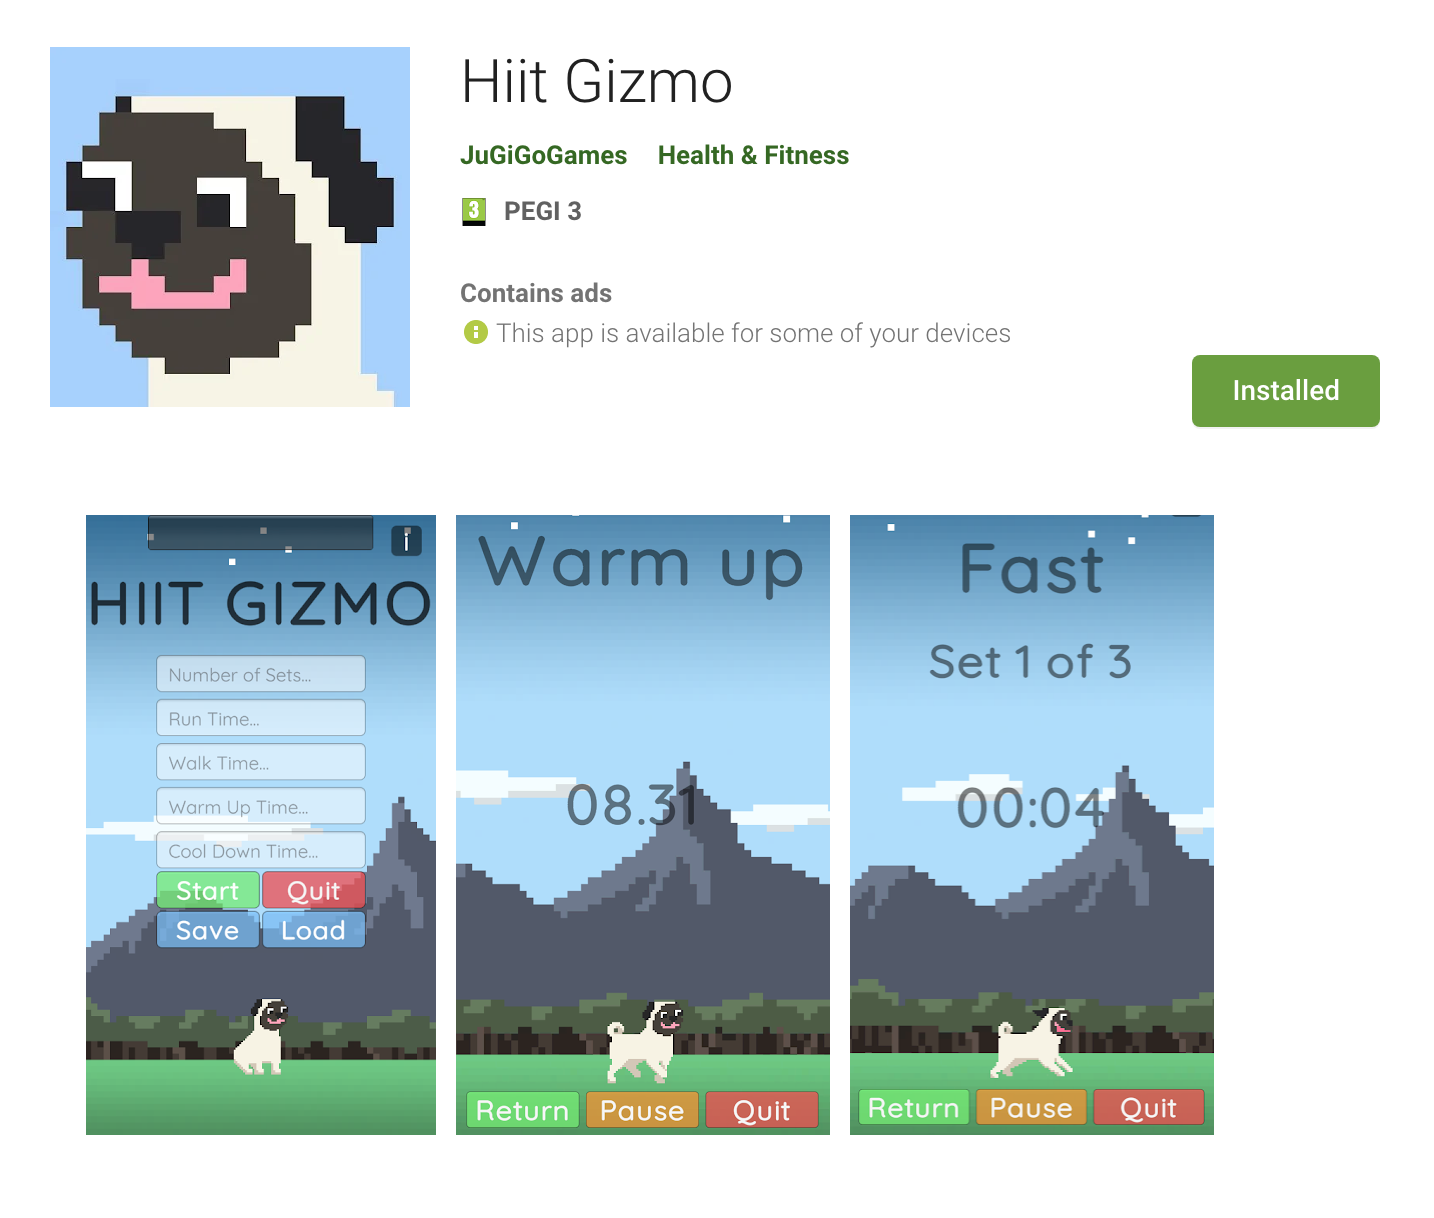 Hiit Gizmo
JuGiGoGames Health & Fitness
3 PEGI 3
Contains ads
This app is available for some of your devices
Installed
i
HIIT GIZMO
Number of Sets...
Run Time...
Walk Time...
Warm Up Time...
Cool Down Time...
Start Quit
Save Load
Warm up
08.31
Return Pause Quit
Fast
Set 1 of 3
00:04
Return Pause Quit